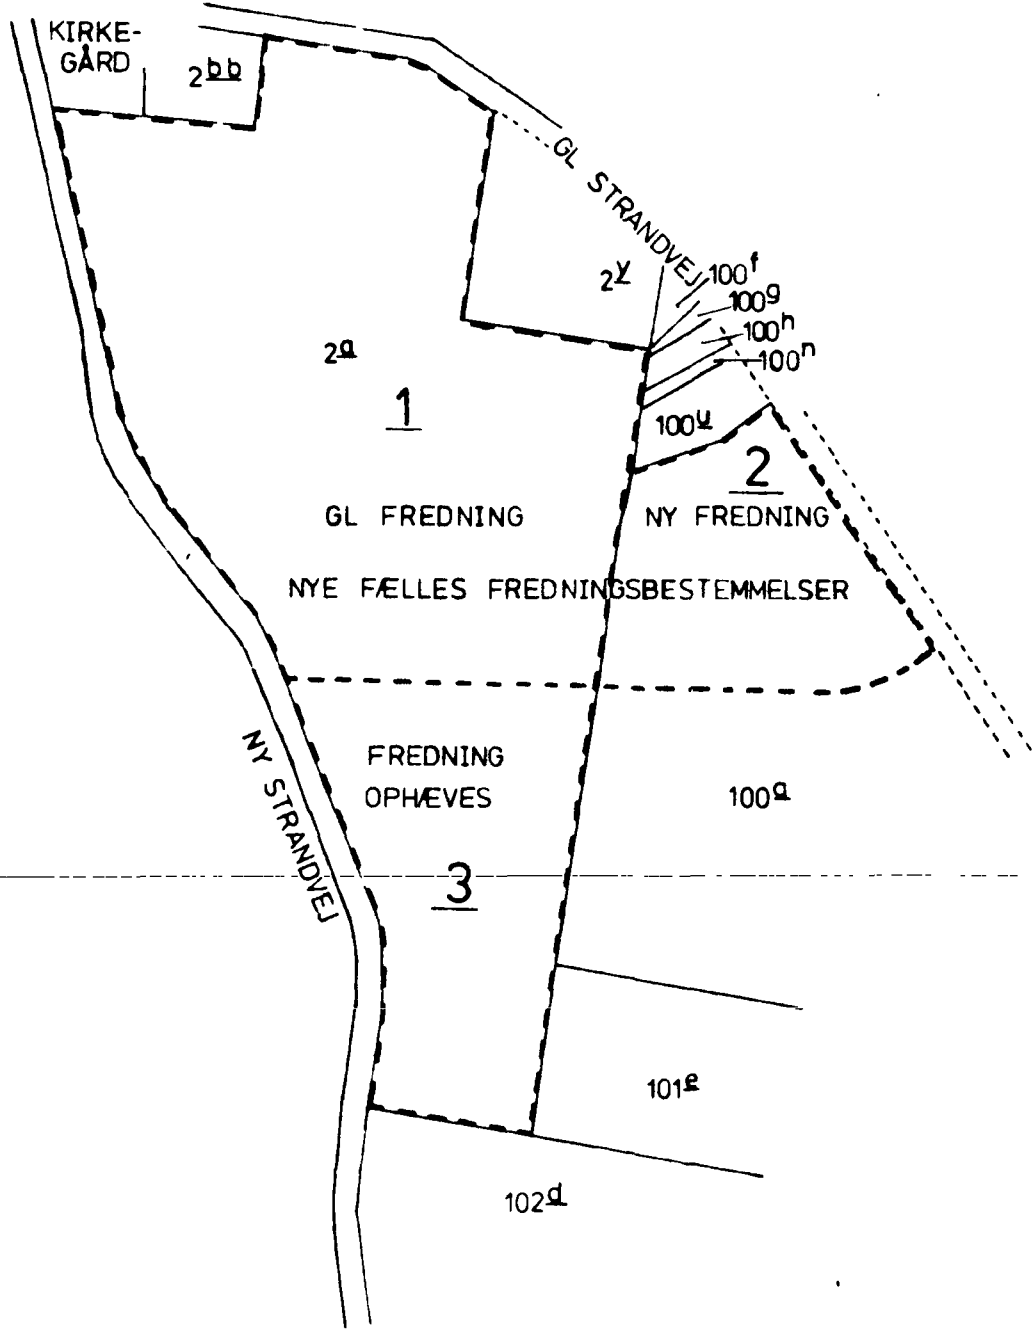 KIRKE-
GÅRD
2bb
GL STRANDVEJ
2y
100f
100g
100h
100n
2a
1
100u
2
GL FREDNING
NY FREDNING
NYE FÆLLES FREDNINGSBESTEMMELSER
NY STRANDVEJ
FREDNING
OPHÆVES
100a
3
101e
102d